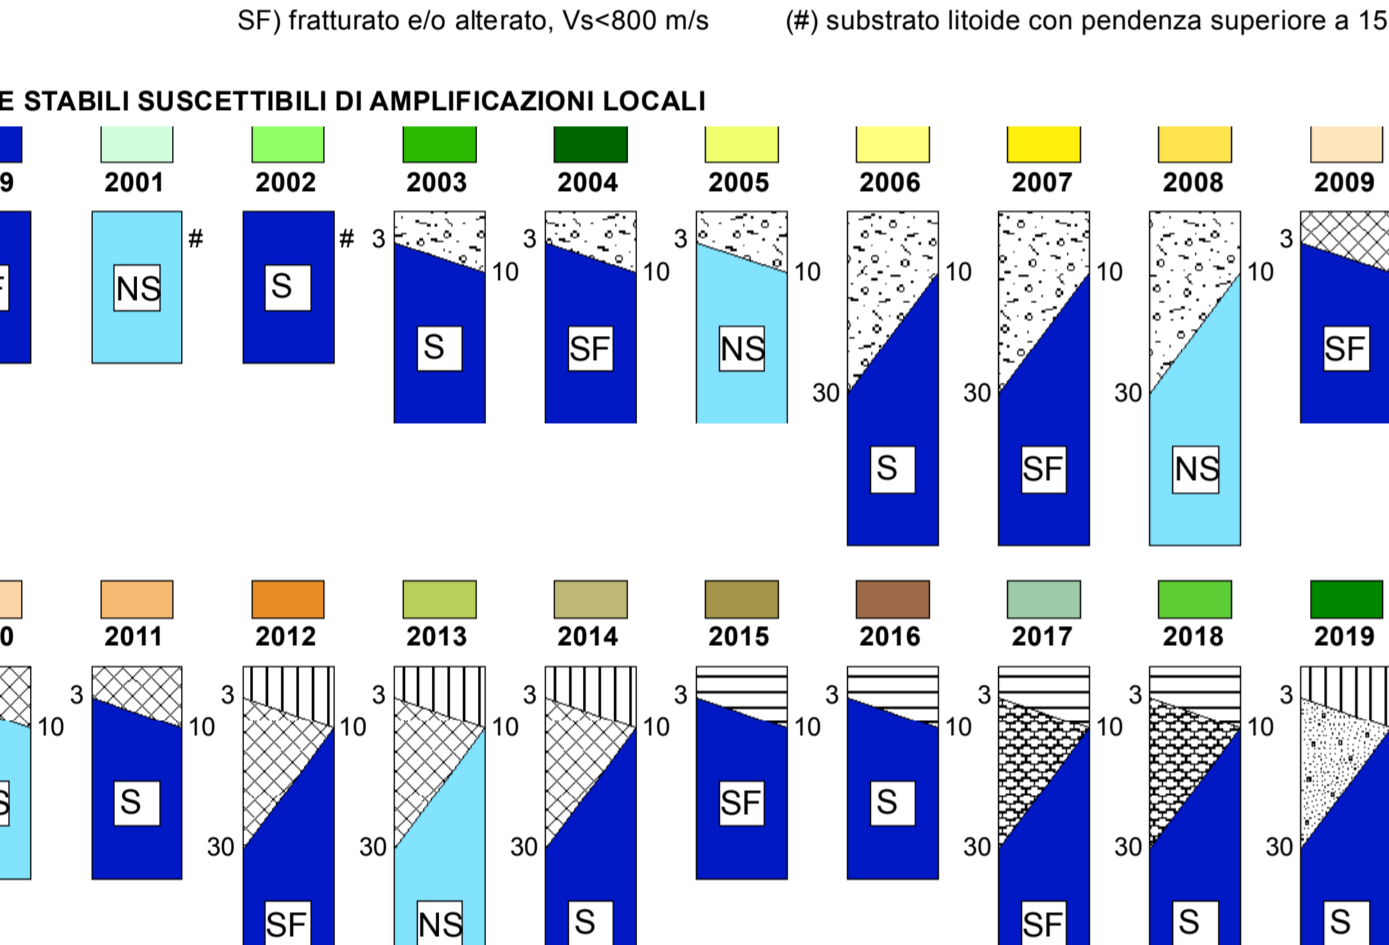 SF) fratturato e/o alterato, Vs<800 m/s (#) substrato litoide con pendenza superiore a 15
E STABILI SUSCETTIBILI DI AMPLIFICAZIONI LOCALI
9 2001 2002 2003 2004 2005 2006 2007 2008 2009
# # 3 3 3 3
10 10 10 10 10 10
NS S
S SF NS SF
30 30 30
S SF NS
0 2011 2012 2013 2014 2015 2016 2017 2018 2019
3 3 3 3 3 3 3 3 3
10 10 10 10 10 10 10 10 10
S S SF S
30 30 30 30 30 30
SF NS S SF S S